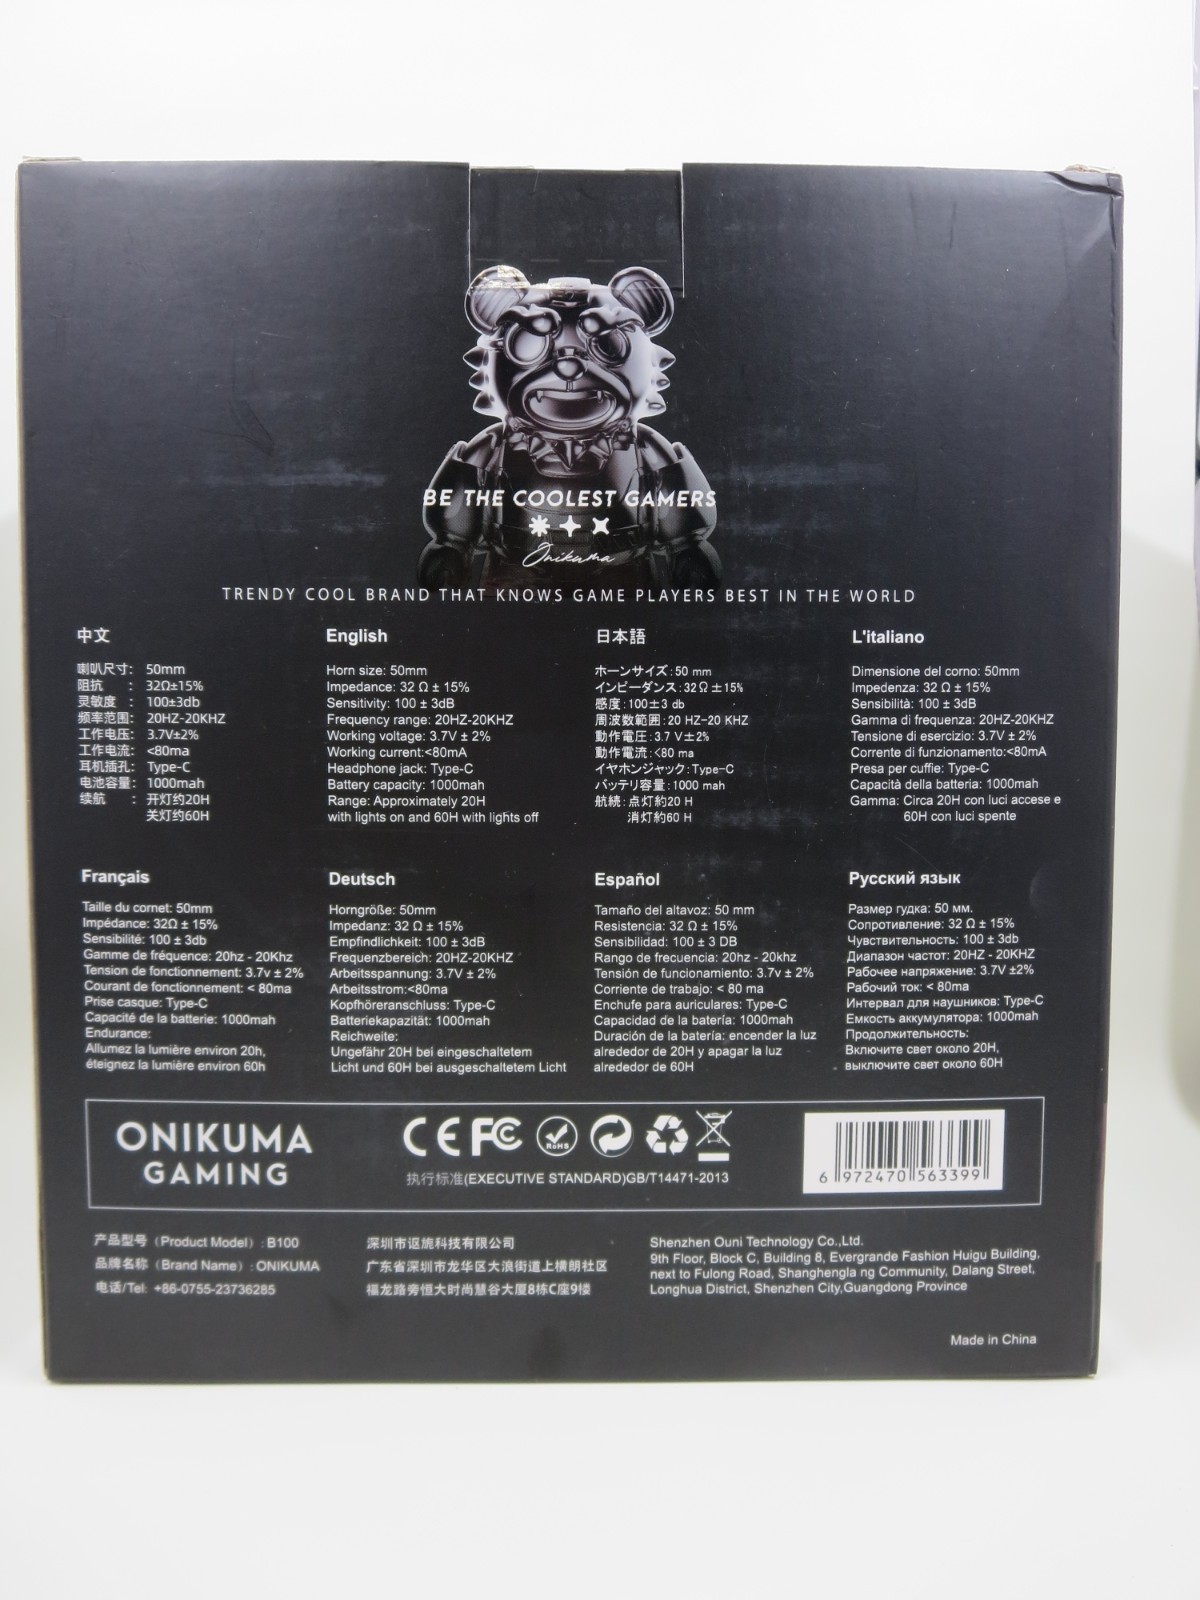 BE THE COOLEST GAMERS
Onikuma
TRENDY COOL BRAND THAT KNOWS GAME PLAYERS BEST IN THE WORLD
中文
喇叭尺寸: 50mm
阻抗 : 32Ω±15%
灵敏度 : 100±3db
频率范围: 20HZ-20KHZ
工作电压: 3.7V±2%
工作电流: <80ma
耳机插孔: Type-C
电池容量: 1000mah
续航 : 开灯约20H
关灯约60H
English
Horn size: 50mm
Impedance: 32 Ω ± 15%
Sensitivity: 100 ± 3dB
Frequency range: 20HZ-20KHZ
Working voltage: 3.7V ± 2%
Working current:<80mA
Headphone jack: Type-C
Battery capacity: 1000mah
Range: Approximately 20H
with lights on and 60H with lights off
日本語
ホーンサイズ:50 mm
インピーダンス:32Ω±15%
感度:100±3 db
周波数範囲:20 HZ-20 KHZ
動作電圧:3.7 V±2%
動作電流:<80 ma
イヤホンジャック:Type-C
バッテリ容量:1000 mah
航続:点灯約20 H
消灯約60 H
L'italiano
Dimensione del corno: 50mm
Impedenza: 32 Ω ± 15%
Sensibilità: 100 ± 3dB
Gamma di frequenza: 20HZ-20KHZ
Tensione di esercizio: 3.7V ± 2%
Corrente di funzionamento:<80mA
Presa per cuffie: Type-C
Capacità della batteria: 1000mah
Gamma: Circa 20H con luci accese e
60H con luci spente
Français
Taille du cornet: 50mm
Impédance: 32Ω ± 15%
Sensibilité: 100 ± 3db
Gamme de fréquence: 20hz - 20Khz
Tension de fonctionnement: 3.7v ± 2%
Courant de fonctionnement: < 80ma
Prise casque: Type-C
Capacité de la batterie: 1000mah
Endurance:
Allumez la lumière environ 20h,
éteignez la lumière environ 60h
Deutsch
Horngröße: 50mm
Impedanz: 32 Ω ± 15%
Empfindlichkeit: 100 ± 3dB
Frequenzbereich: 20HZ-20KHZ
Arbeitsspannung: 3.7V ± 2%
Arbeitsstrom:<80ma
Kopfhöreranschluss: Type-C
Batteriekapazität: 1000mah
Reichweite:
Ungefähr 20H bei eingeschaltetem
Licht und 60H bei ausgeschaltetem Licht
Español
Tamaño del altavoz: 50 mm
Resistencia: 32 Ω ± 15%
Sensibilidad: 100 ± 3 DB
Rango de frecuencia: 20hz - 20khz
Tensión de funcionamiento: 3.7v ± 2%
Corriente de trabajo: < 80 ma
Enchufe para auriculares: Type-C
Capacidad de la batería: 1000mah
Duración de la batería: encender la luz
alrededor de 20H y apagar la luz
alrededor de 60H
Русский язык
Размер гудка: 50 мм.
Сопротивление: 32 Ω ± 15%
Чувствительность: 100 ± 3db
Диапазон частот: 20HZ - 20KHZ
Рабочее напряжение: 3.7V ±2%
Рабочий ток: < 80ma
Интервал для наушников: Type-C
Емкость аккумулятора: 1000mah
Продолжительность:
Включите свет около 20H,
выключите свет около 60H
ONIKUMA
GAMING
CE FC RoHS
执行标准(EXECUTIVE STANDARD)GB/T14471-2013
6 972470 563399
产品型号（Product Model）: B100
品牌名称（Brand Name）: ONIKUMA
电话/Tel: +86-0755-23736285
深圳市讴旎科技有限公司
广东省深圳市龙华区大浪街道上横朗社区
福龙路旁恒大时尚慧谷大厦8栋C座9楼
Shenzhen Ouni Technology Co.,Ltd.
9th Floor, Block C, Building 8, Evergrande Fashion Huigu Building,
next to Fulong Road, Shanghengla ng Community, Dalang Street,
Longhua District, Shenzhen City,Guangdong Province
Made in China